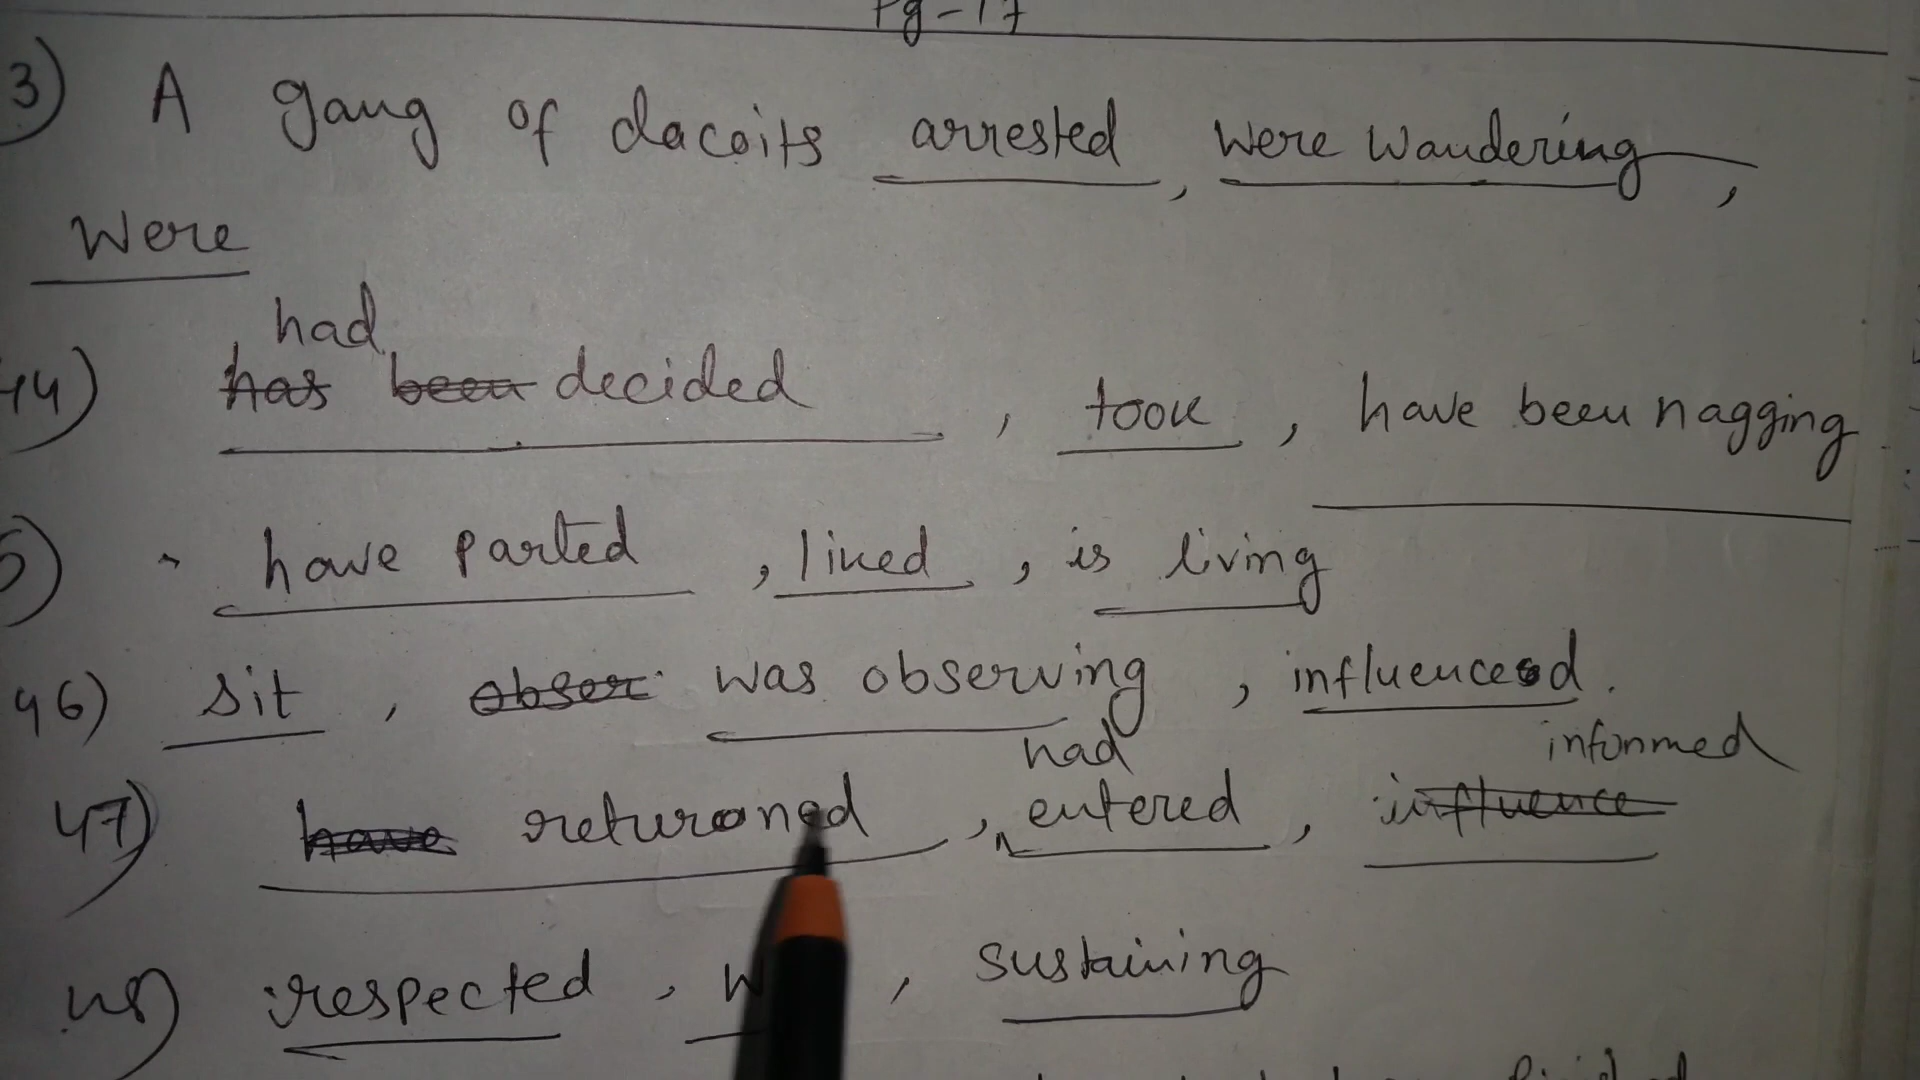 Pg-17
3) A gang of dacoits arrested, were wandering,
were
had
44) has been decided, took, have been nagging
5) have parted, lived, is living
46) sit, obser was observing, influenced.
had informed
47) have returoned, entered, influence
48) respected, , sustaining